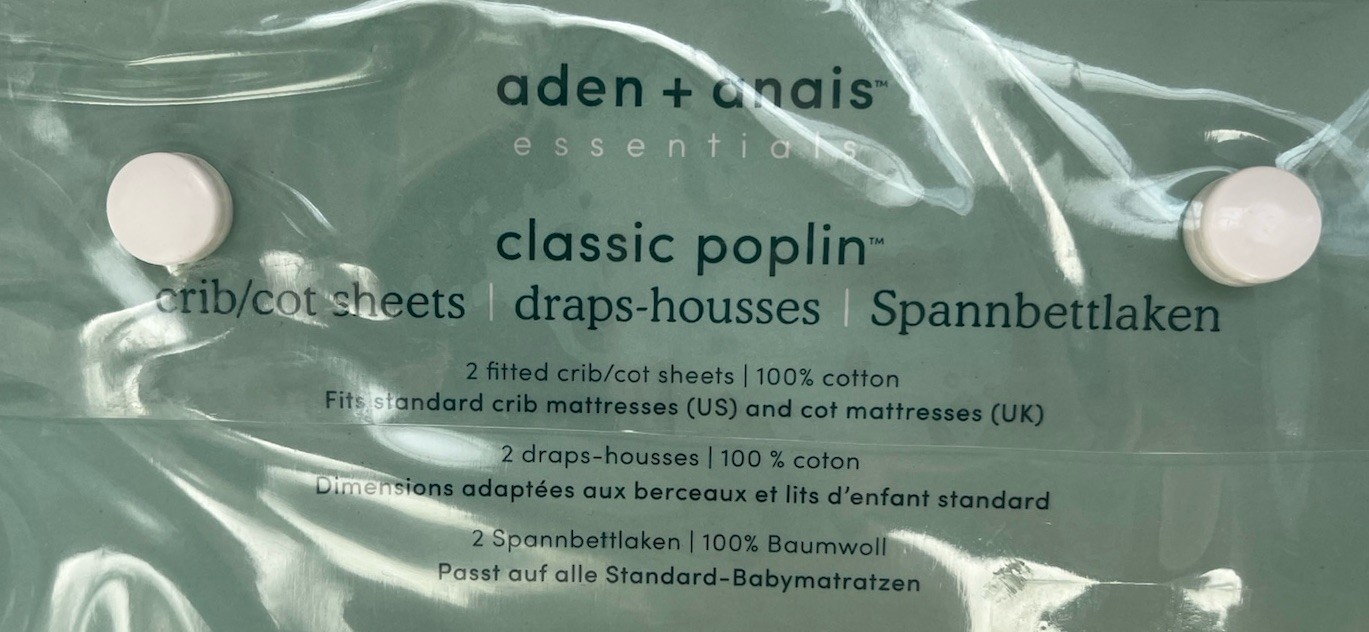 aden + anais™
essentials
classic poplin™
crib/cot sheets | draps-housses | Spannbettlaken
2 fitted crib/cot sheets | 100% cotton
Fits standard crib mattresses (US) and cot mattresses (UK)
2 draps-housses | 100 % coton
Dimensions adaptées aux berceaux et lits d'enfant standard
2 Spannbettlaken | 100% Baumwoll
Passt auf alle Standard-Babymatratzen